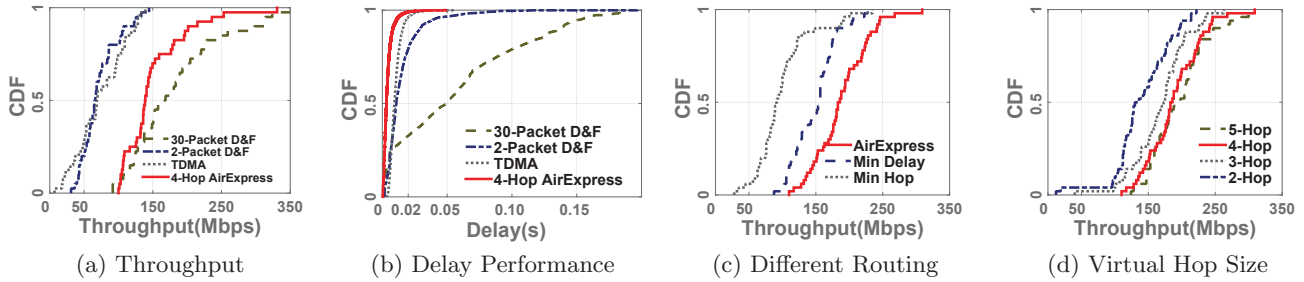 1
0.5
0
CDF
0
50
150
250
350
Throughput(Mbps)
30-Packet D&F
2-Packet D&F
TDMA
4-Hop AirExpress
(a) Throughput
1
0.5
0
CDF
0
0.02
0.05
0.10
0.15
Delay(s)
30-Packet D&F
2-Packet D&F
TDMA
4-Hop AirExpress
(b) Delay Performance
1
0.5
0
CDF
0
50
150
250
350
Throughput(Mbps)
AirExpress
Min Delay
Min Hop
(c) Different Routing
1
0.5
0
CDF
0
50
150
250
350
Throughput(Mbps)
5-Hop
4-Hop
3-Hop
2-Hop
(d) Virtual Hop Size